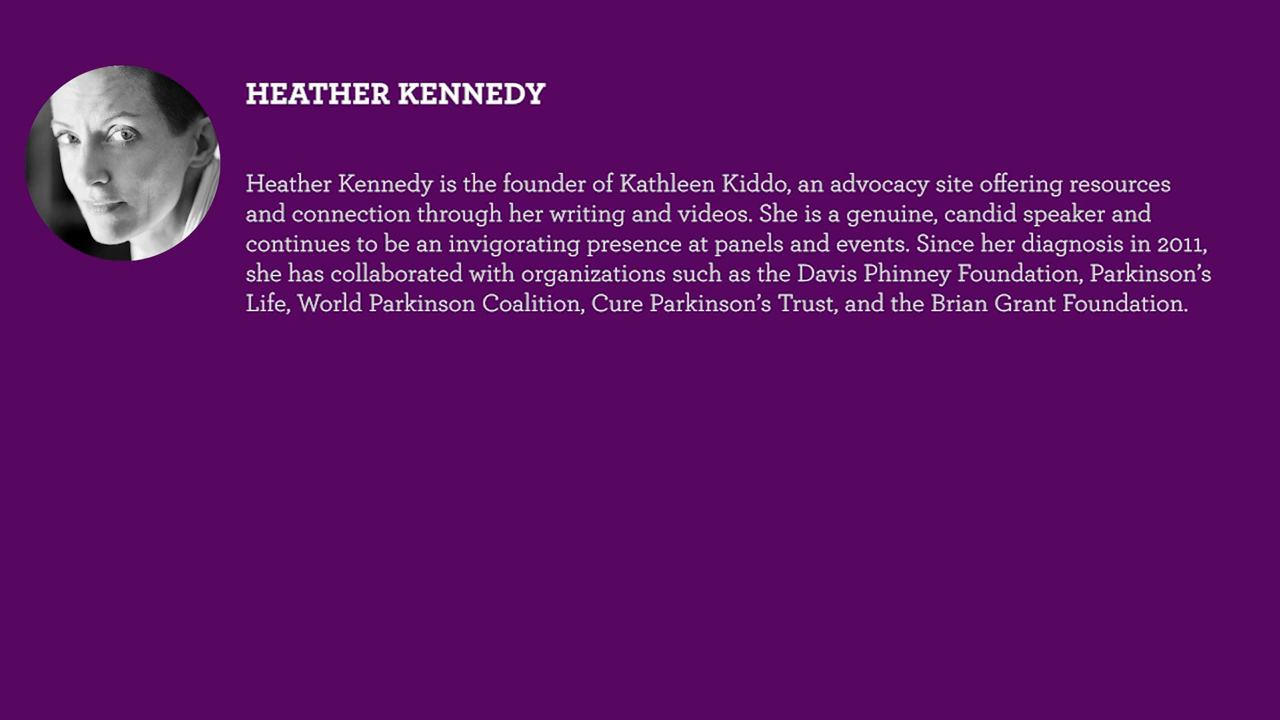 HEATHER KENNEDY
Heather Kennedy is the founder of Kathleen Kiddo, an advocacy site offering resources
and connection through her writing and videos. She is a genuine, candid speaker and
continues to be an invigorating presence at panels and events. Since her diagnosis in 2011,
she has collaborated with organizations such as the Davis Phinney Foundation, Parkinson’s
Life, World Parkinson Coalition, Cure Parkinson’s Trust, and the Brian Grant Foundation.